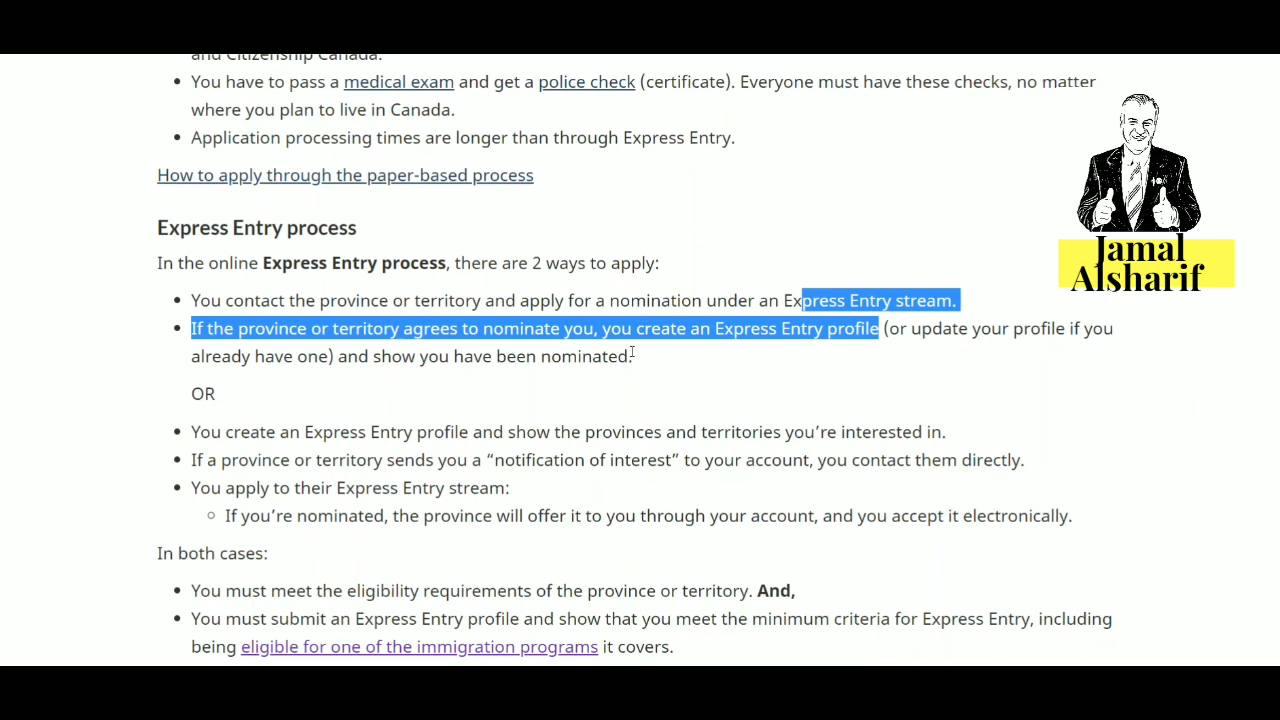 and Citizenship Canada.
You have to pass a medical exam and get a police check (certificate). Everyone must have these checks, no matter
where you plan to live in Canada.
Application processing times are longer than through Express Entry.
How to apply through the paper-based process
Express Entry process
In the online Express Entry process, there are 2 ways to apply:
You contact the province or territory and apply for a nomination under an Express Entry stream.
If the province or territory agrees to nominate you, you create an Express Entry profile (or update your profile if you
already have one) and show you have been nominated.
OR
You create an Express Entry profile and show the provinces and territories you’re interested in.
If a province or territory sends you a “notification of interest” to your account, you contact them directly.
You apply to their Express Entry stream:
If you’re nominated, the province will offer it to you through your account, and you accept it electronically.
In both cases:
You must meet the eligibility requirements of the province or territory. And,
You must submit an Express Entry profile and show that you meet the minimum criteria for Express Entry, including
being eligible for one of the immigration programs it covers.
Jamal
Alsharif